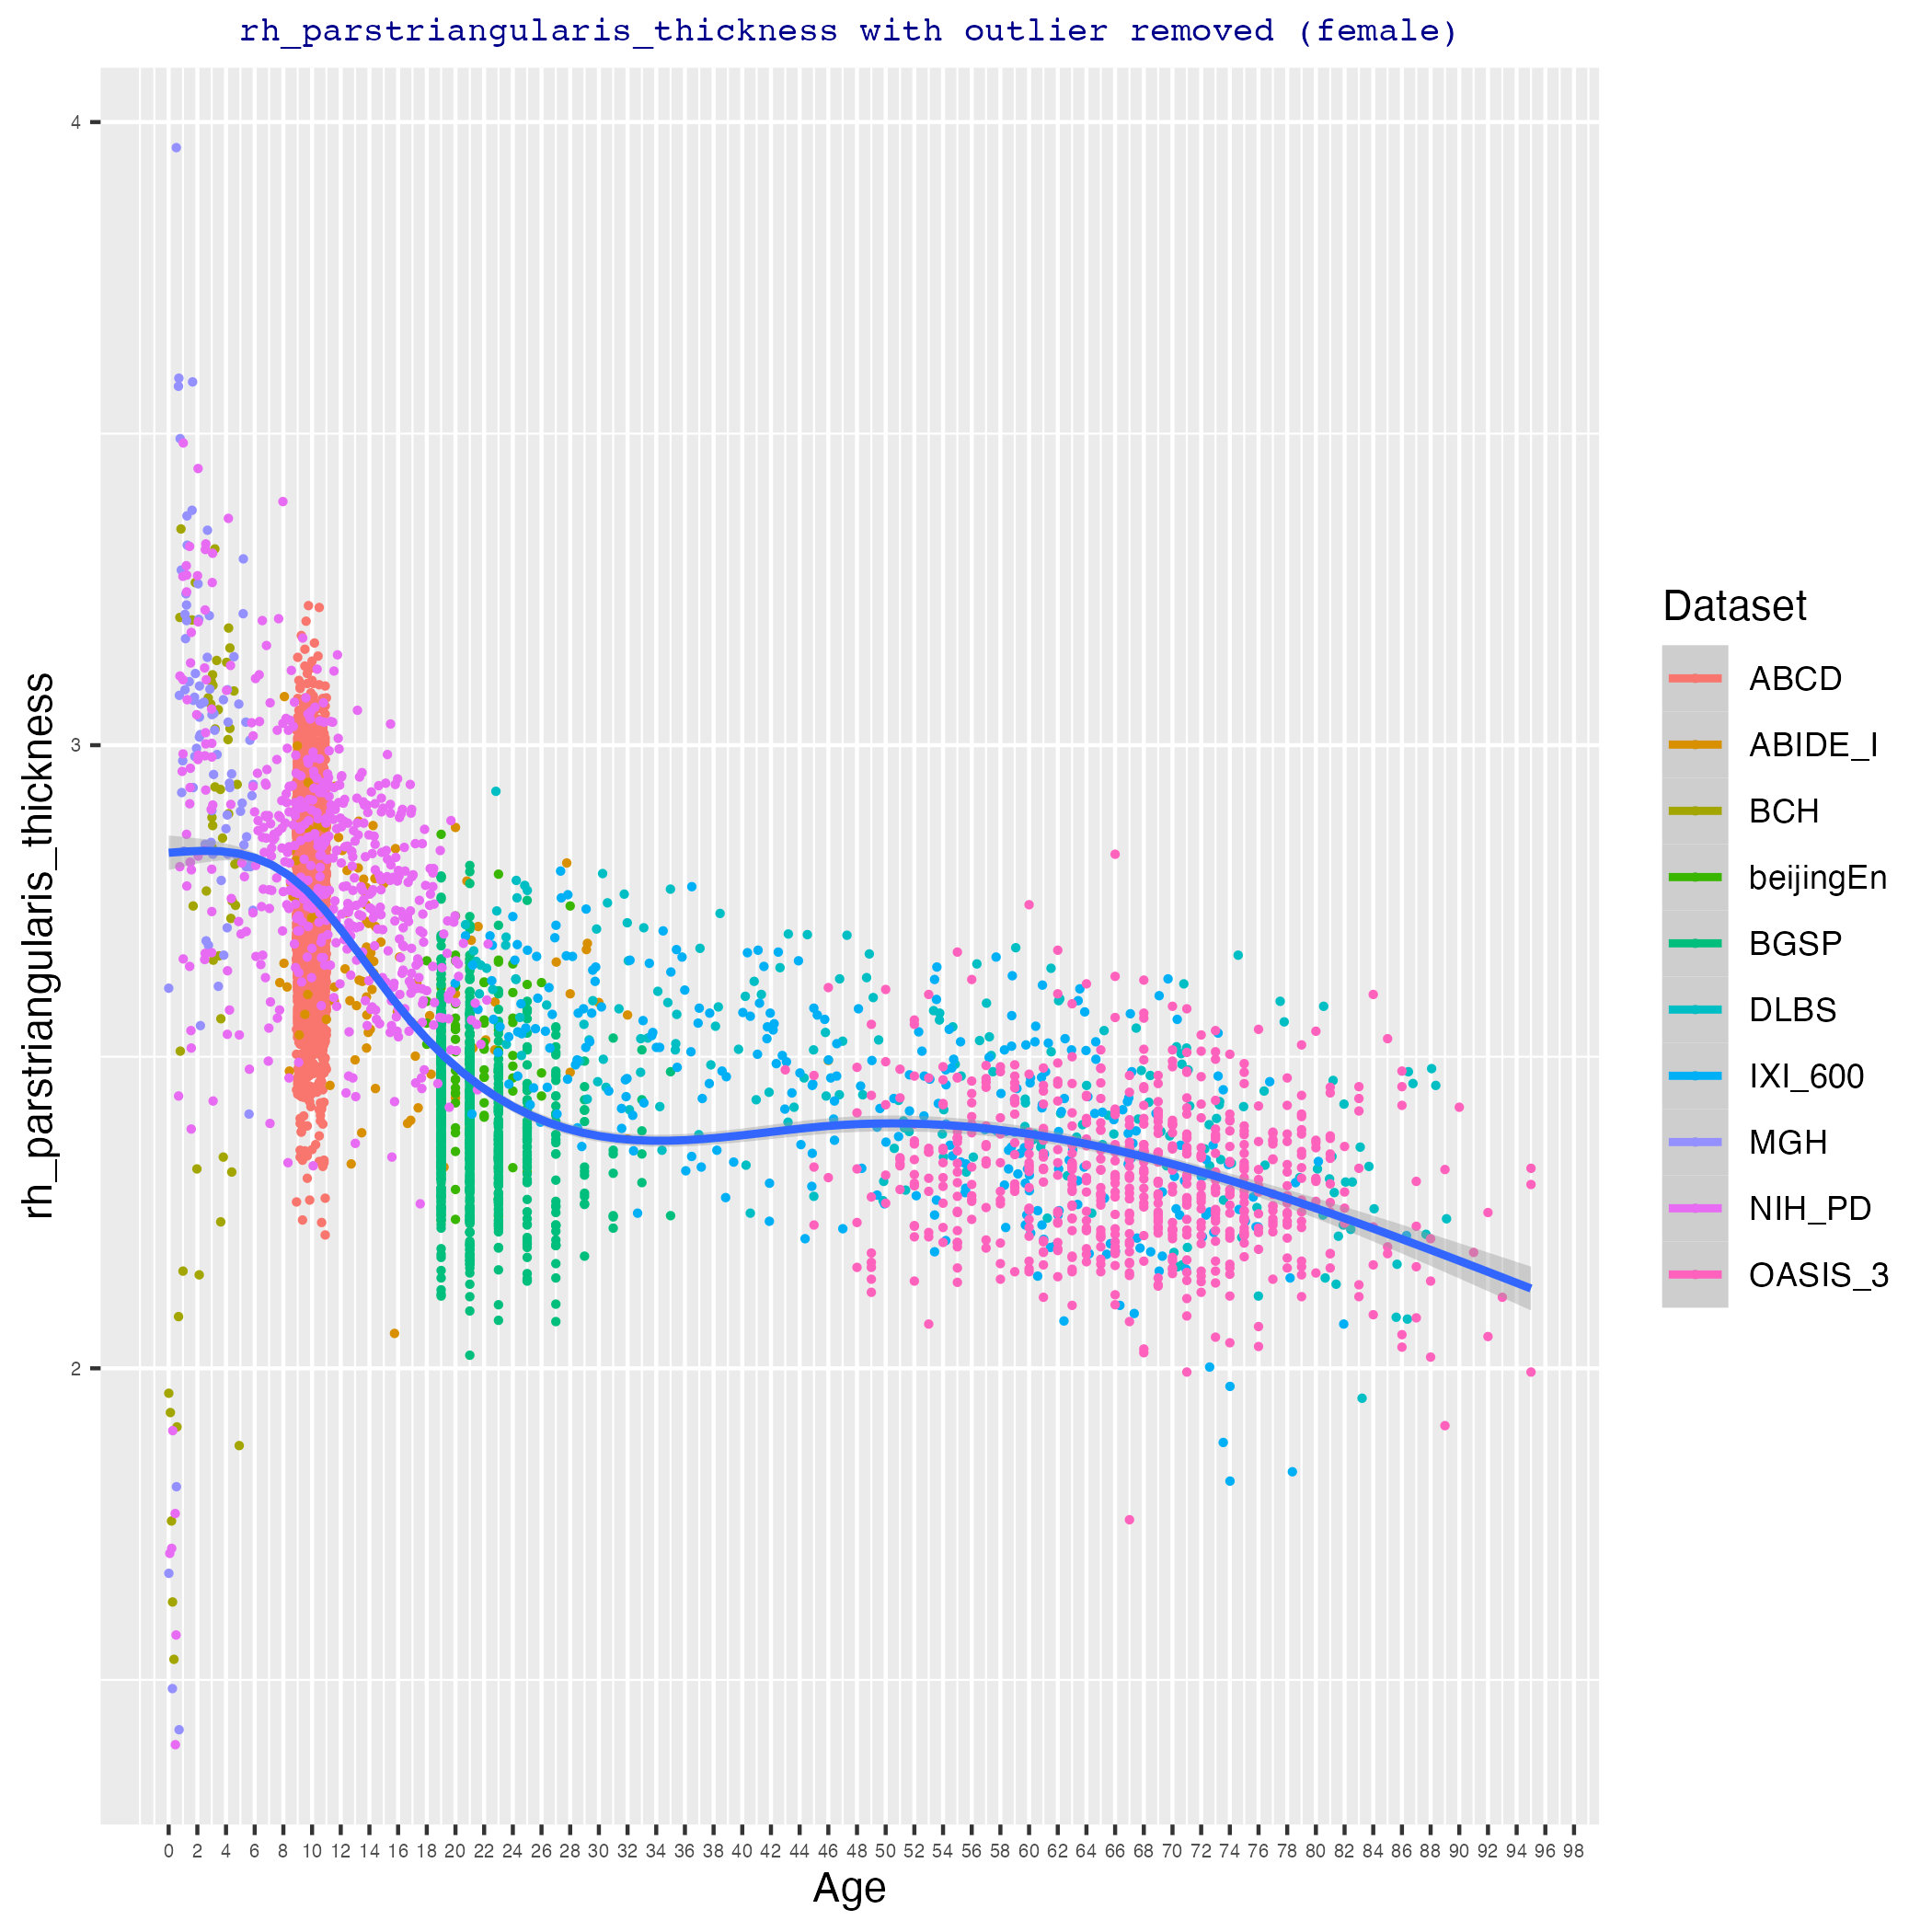 rh_parstriangularis_thickness with outlier removed (female)
4
3
2
rh_parstriangularis_thickness
0 2 4 6 8 10 12 14 16 18 20 22 24 26 28 30 32 34 36 38 40 42 44 46 48 50 52 54 56 58 60 62 64 66 68 70 72 74 76 78 80 82 84 86 88 90 92 94 96 98
Age
Dataset
ABCD
ABIDE_I
BCH
beijingEn
BGSP
DLBS
IXI_600
MGH
NIH_PD
OASIS_3